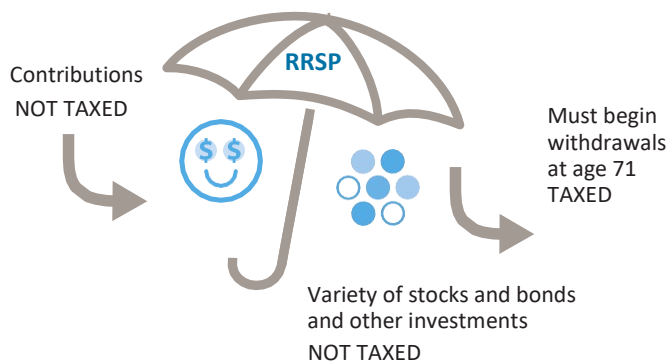 RRSP
Contributions
NOT TAXED
$ $
Must begin
withdrawals
at age 71
TAXED
Variety of stocks and bonds
and other investments
NOT TAXED